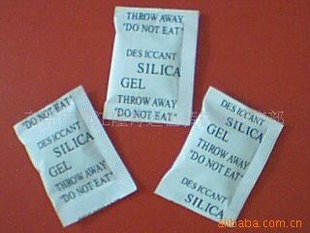 THROW AWAY
"DO NOT EAT"
DESICCANT
SILICA
GEL
THROW AWAY
"DO NOT EAT"
"DO NOT EAT"
DESICCANT
SILICA
GEL
THROW AWAY
"DO NOT EAT"
DESICCANT
SILICA
GEL
THROW AWAY
"DO NOT EAT"
DESICCANT
SILICA
alibaba.com.cn